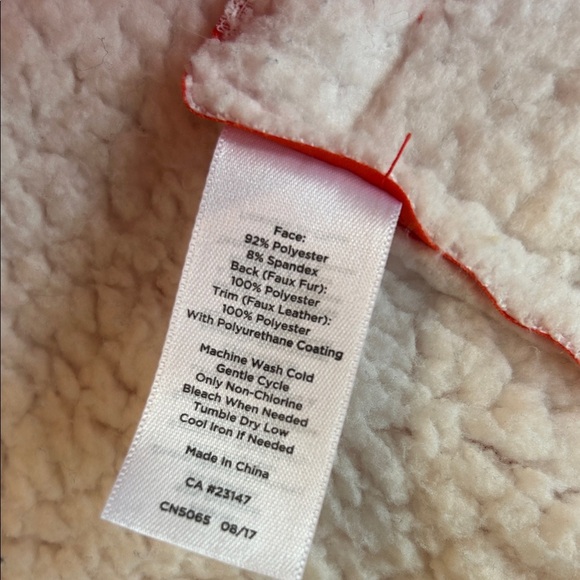 Face:
92% Polyester
8% Spandex
Back (Faux Fur):
100% Polyester
Trim (Faux Leather):
100% Polyester
With Polyurethane Coating
Machine Wash Cold
Gentle Cycle
Only Non-Chlorine
Bleach When Needed
Tumble Dry Low
Cool Iron If Needed
Made in China
CA #23147
CN5065 08/17